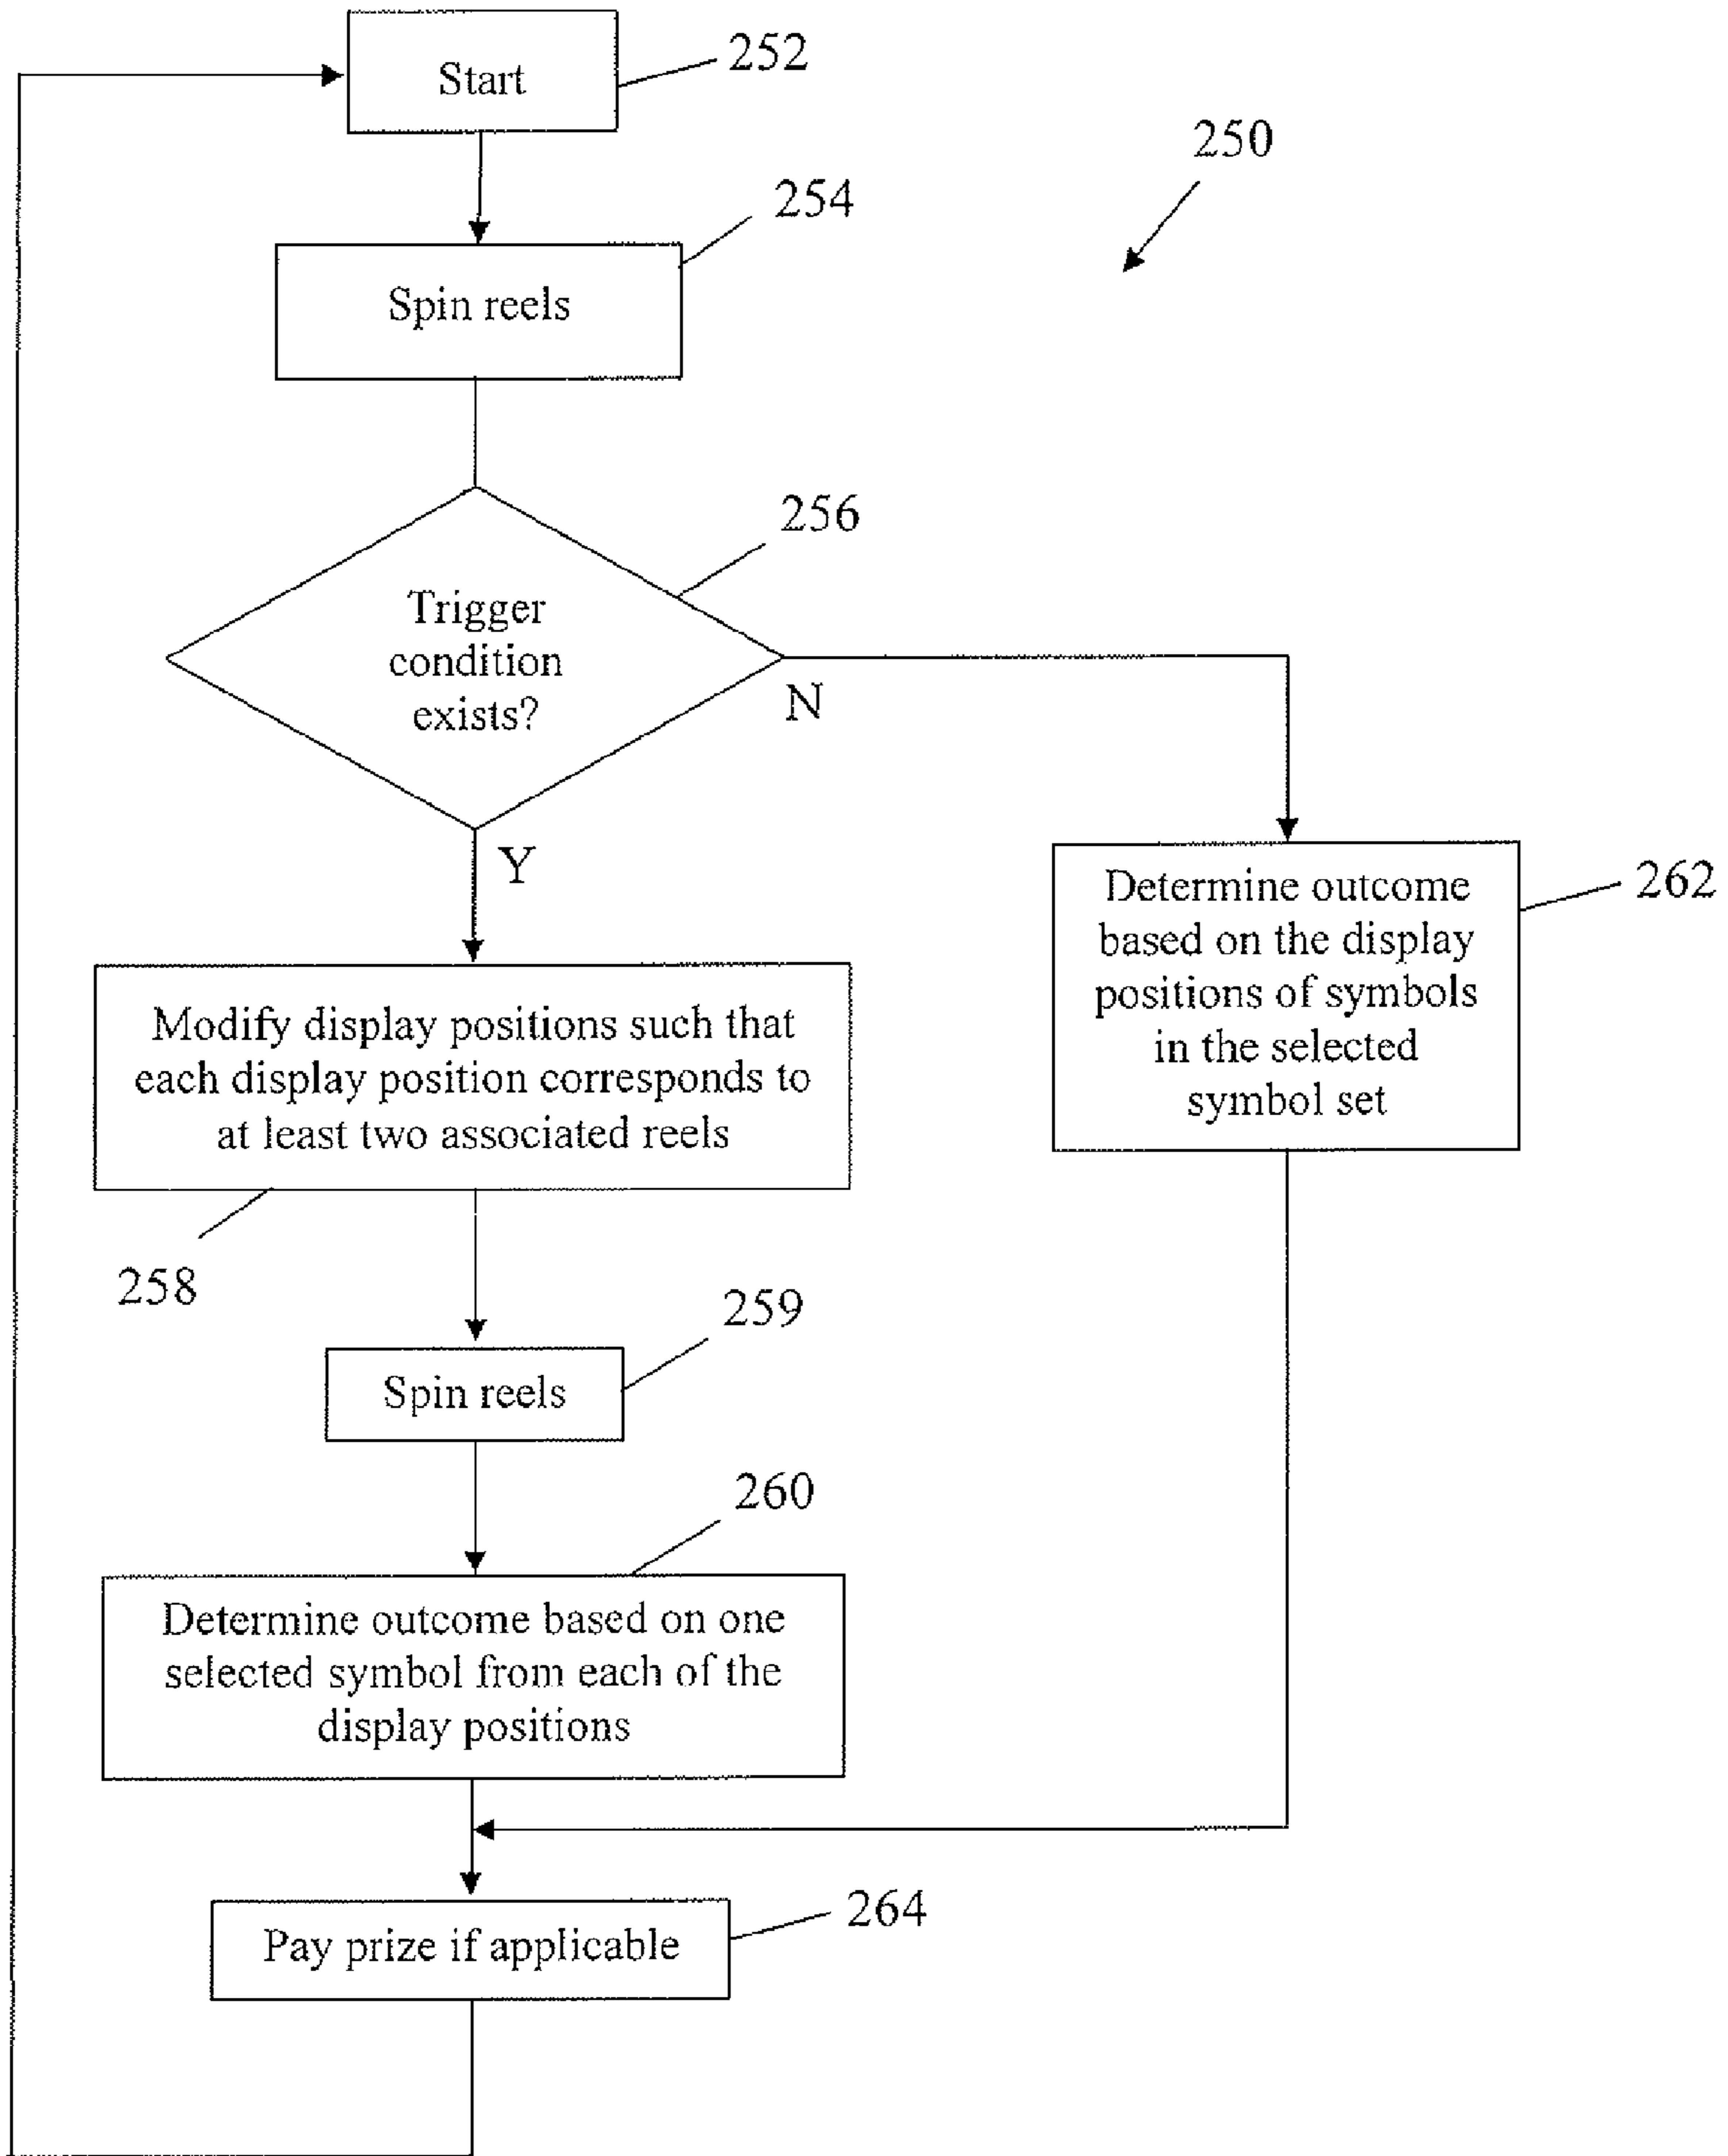 Start
252
250
254
Spin reels
256
Trigger
condition
exists?
N
Y
Determine outcome
based on the display
positions of symbols
in the selected
symbol set
262
Modify display positions such that
each display position corresponds to
at least two associated reels
258
259
Spin reels
260
Determine outcome based on one
selected symbol from each of the
display positions
264
Pay prize if applicable